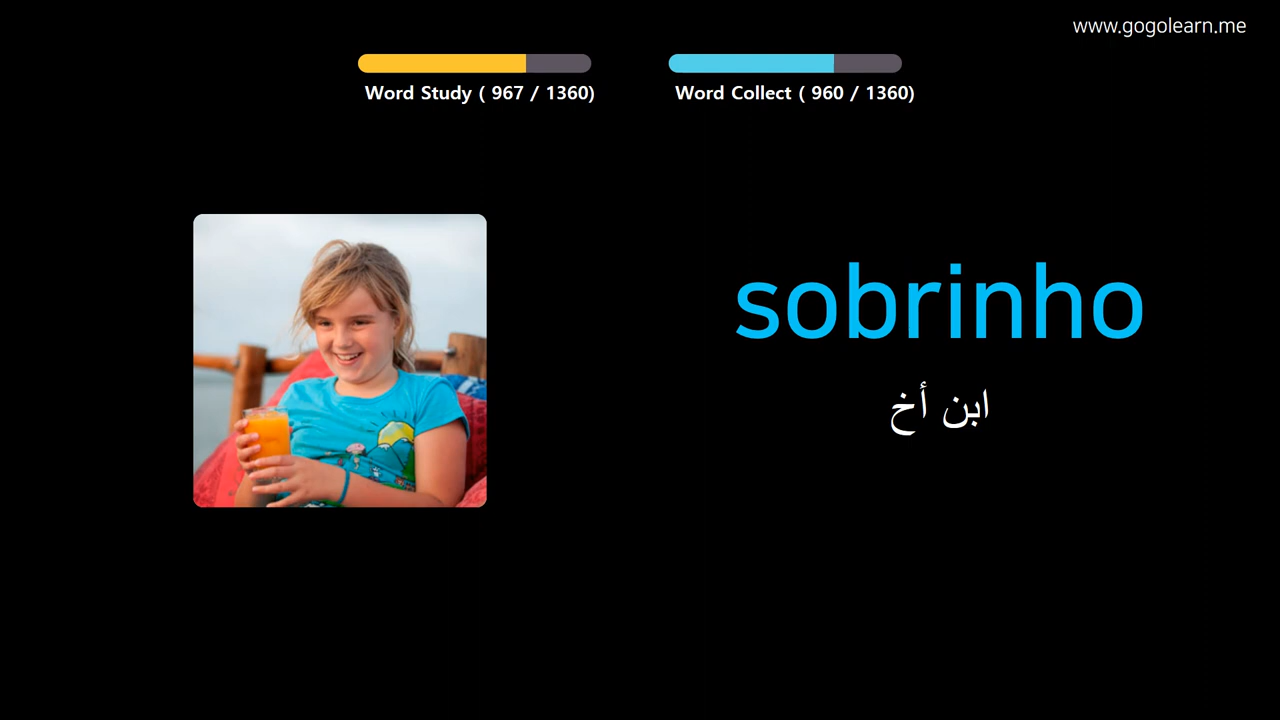 www.gogolearn.me
Word Study ( 967 / 1360)
Word Collect ( 960 / 1360)
sobrinho
ابن أخ